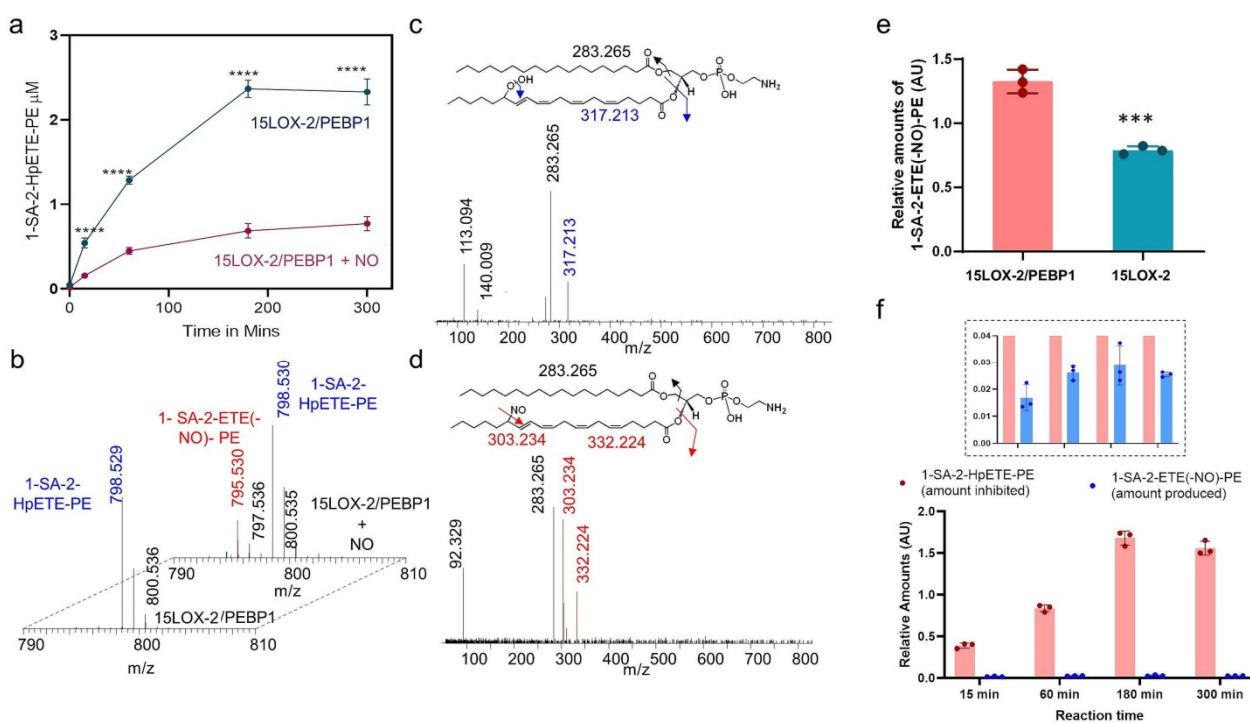 a
1-SA-2-HpETE-PE μM
3
2
1
0
****
****
****
****
15LOX-2/PEBP1
15LOX-2/PEBP1 + NO
0
100
200
300
Time in Mins
b
1-SA-2-
HpETE-PE
798.529
800.536
15LOX-2/PEBP1
790
800
810
m/z
1- SA-2-ETE(-
NO)- PE
795.530
797.536
798.530
1-SA-2-
HpETE-PE
800.535
15LOX-2/PEBP1
+
NO
790
800
810
m/z
c
283.265
O
O
O
P
O
OH
NH₂
H
O
OH
O
O
317.213
113.094
140.009
283.265
317.213
100 200 300 400 500 600 700 800
m/z
d
283.265
O
O
O
P
O
OH
NH₂
H
NO
O
O
303.234
332.224
92.329
283.265
303.234
332.224
100 200 300 400 500 600 700 800
m/z
e
Relative amounts of
1-SA-2-ETE(-NO)-PE (AU)
1.5
1.0
0.5
0.0
***
15LOX-2/PEBP1
15LOX-2
f
0.04
0.03
0.02
0.01
0.00
1-SA-2-HpETE-PE
(amount inhibited)
1-SA-2-ETE(-NO)-PE
(amount produced)
Relative Amounts (AU)
2.0
1.5
1.0
0.5
0.0
15 min
60 min
180 min
300 min
Reaction time